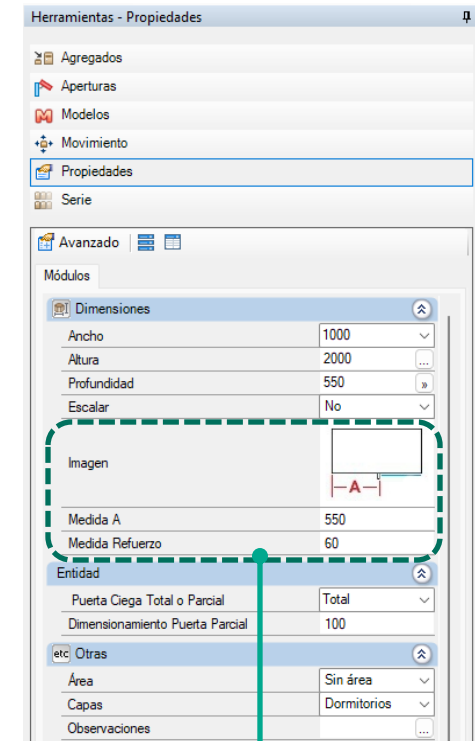 Herramientas - Propiedades
Agregados
Aperturas
Modelos
Movimiento
Propiedades
Serie
Avanzado
Módulos
Dimensiones
Ancho 1000
Altura 2000 ...
Profundidad 550 »
Escalar No
Imagen
A
Medida A 550
Medida Refuerzo 60
Entidad
Puerta Ciega Total o Parcial Total
Dimensionamiento Puerta Parcial 100
etc Otras
Área Sin área
Capas Dormitorios
Observaciones ...